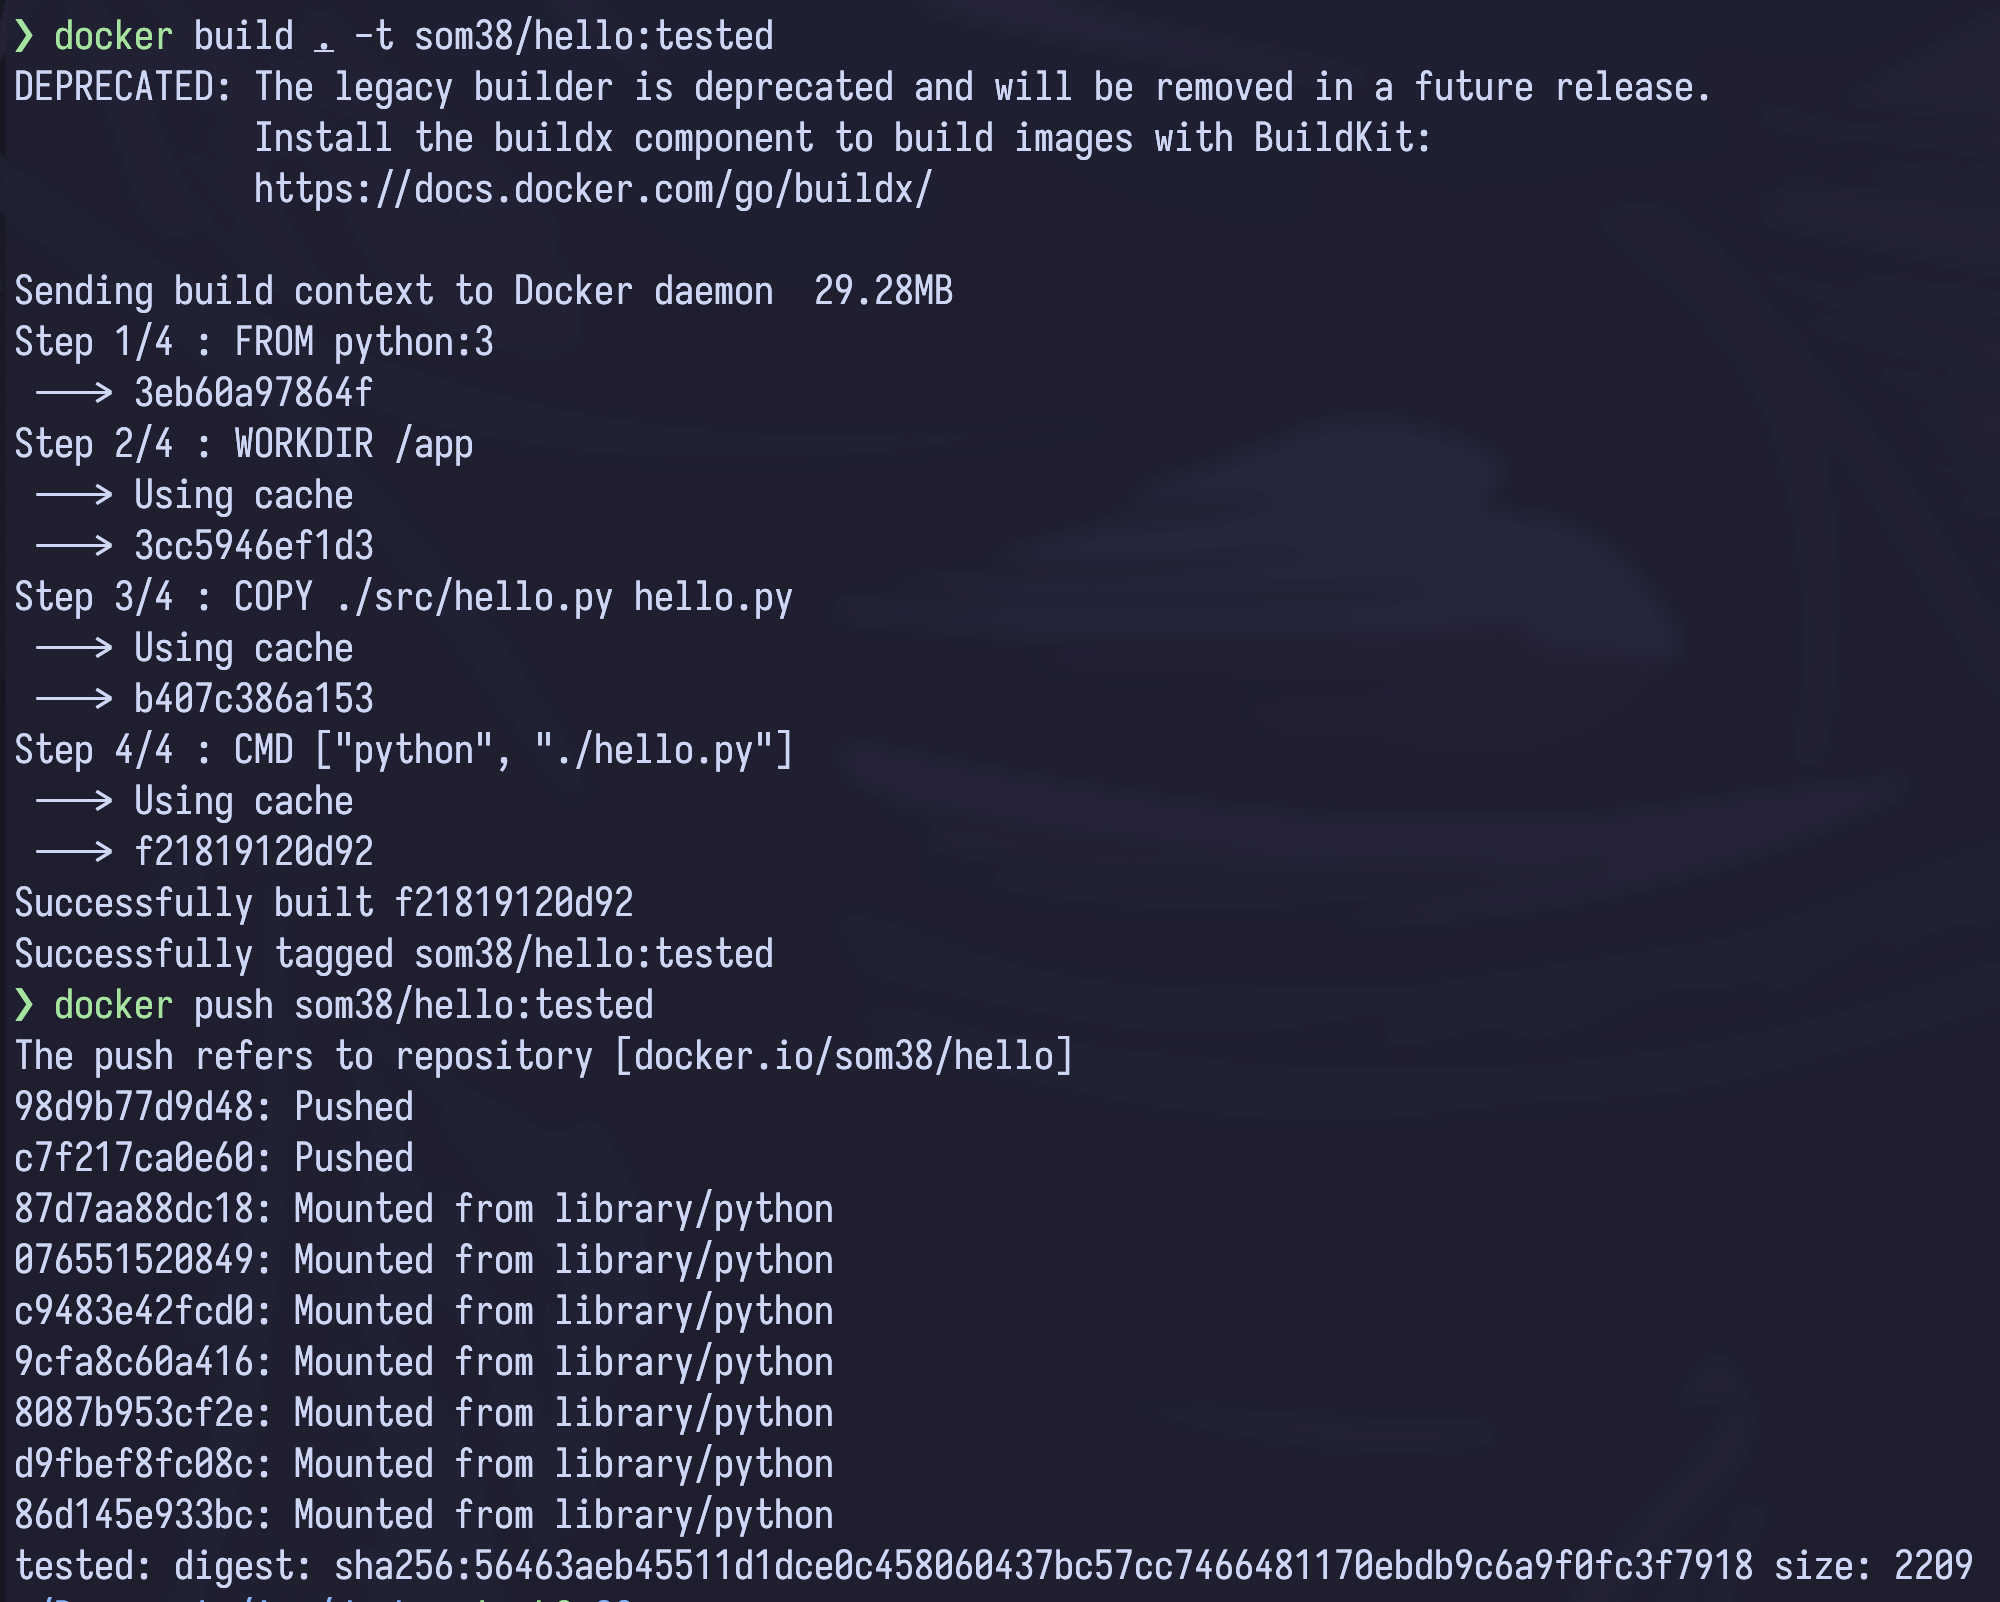 ❯ docker build . -t som38/hello:tested
DEPRECATED: The legacy builder is deprecated and will be removed in a future release.
            Install the buildx component to build images with BuildKit:
            https://docs.docker.com/go/buildx/

Sending build context to Docker daemon  29.28MB
Step 1/4 : FROM python:3
 ---> 3eb60a97864f
Step 2/4 : WORKDIR /app
 ---> Using cache
 ---> 3cc5946ef1d3
Step 3/4 : COPY ./src/hello.py hello.py
 ---> Using cache
 ---> b407c386a153
Step 4/4 : CMD ["python", "./hello.py"]
 ---> Using cache
 ---> f21819120d92
Successfully built f21819120d92
Successfully tagged som38/hello:tested
❯ docker push som38/hello:tested
The push refers to repository [docker.io/som38/hello]
98d9b77d9d48: Pushed
c7f217ca0e60: Pushed
87d7aa88dc18: Mounted from library/python
076551520849: Mounted from library/python
c9483e42fcd0: Mounted from library/python
9cfa8c60a416: Mounted from library/python
8087b953cf2e: Mounted from library/python
d9fbef8fc08c: Mounted from library/python
86d145e933bc: Mounted from library/python
tested: digest: sha256:56463aeb45511d1dce0c458060437bc57cc7466481170ebdb9c6a9f0fc3f7918 size: 2209